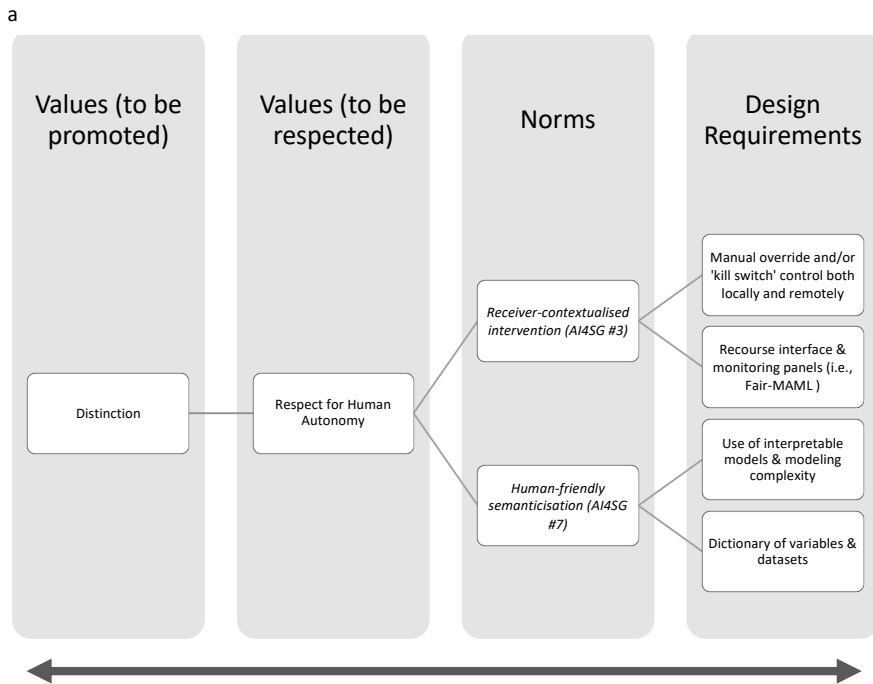 a
Values (to be
promoted)
Values (to be
respected)
Norms
Design
Requirements
Distinction
Respect for Human
Autonomy
Receiver-contextualised
intervention (AI4SG #3)
Human-friendly
semanticisation (AI4SG
#7)
Manual override and/or
'kill switch' control both
locally and remotely
Recourse interface &
monitoring panels (i.e.,
Fair-MAML )
Use of interpretable
models & modeling
complexity
Dictionary of variables &
datasets